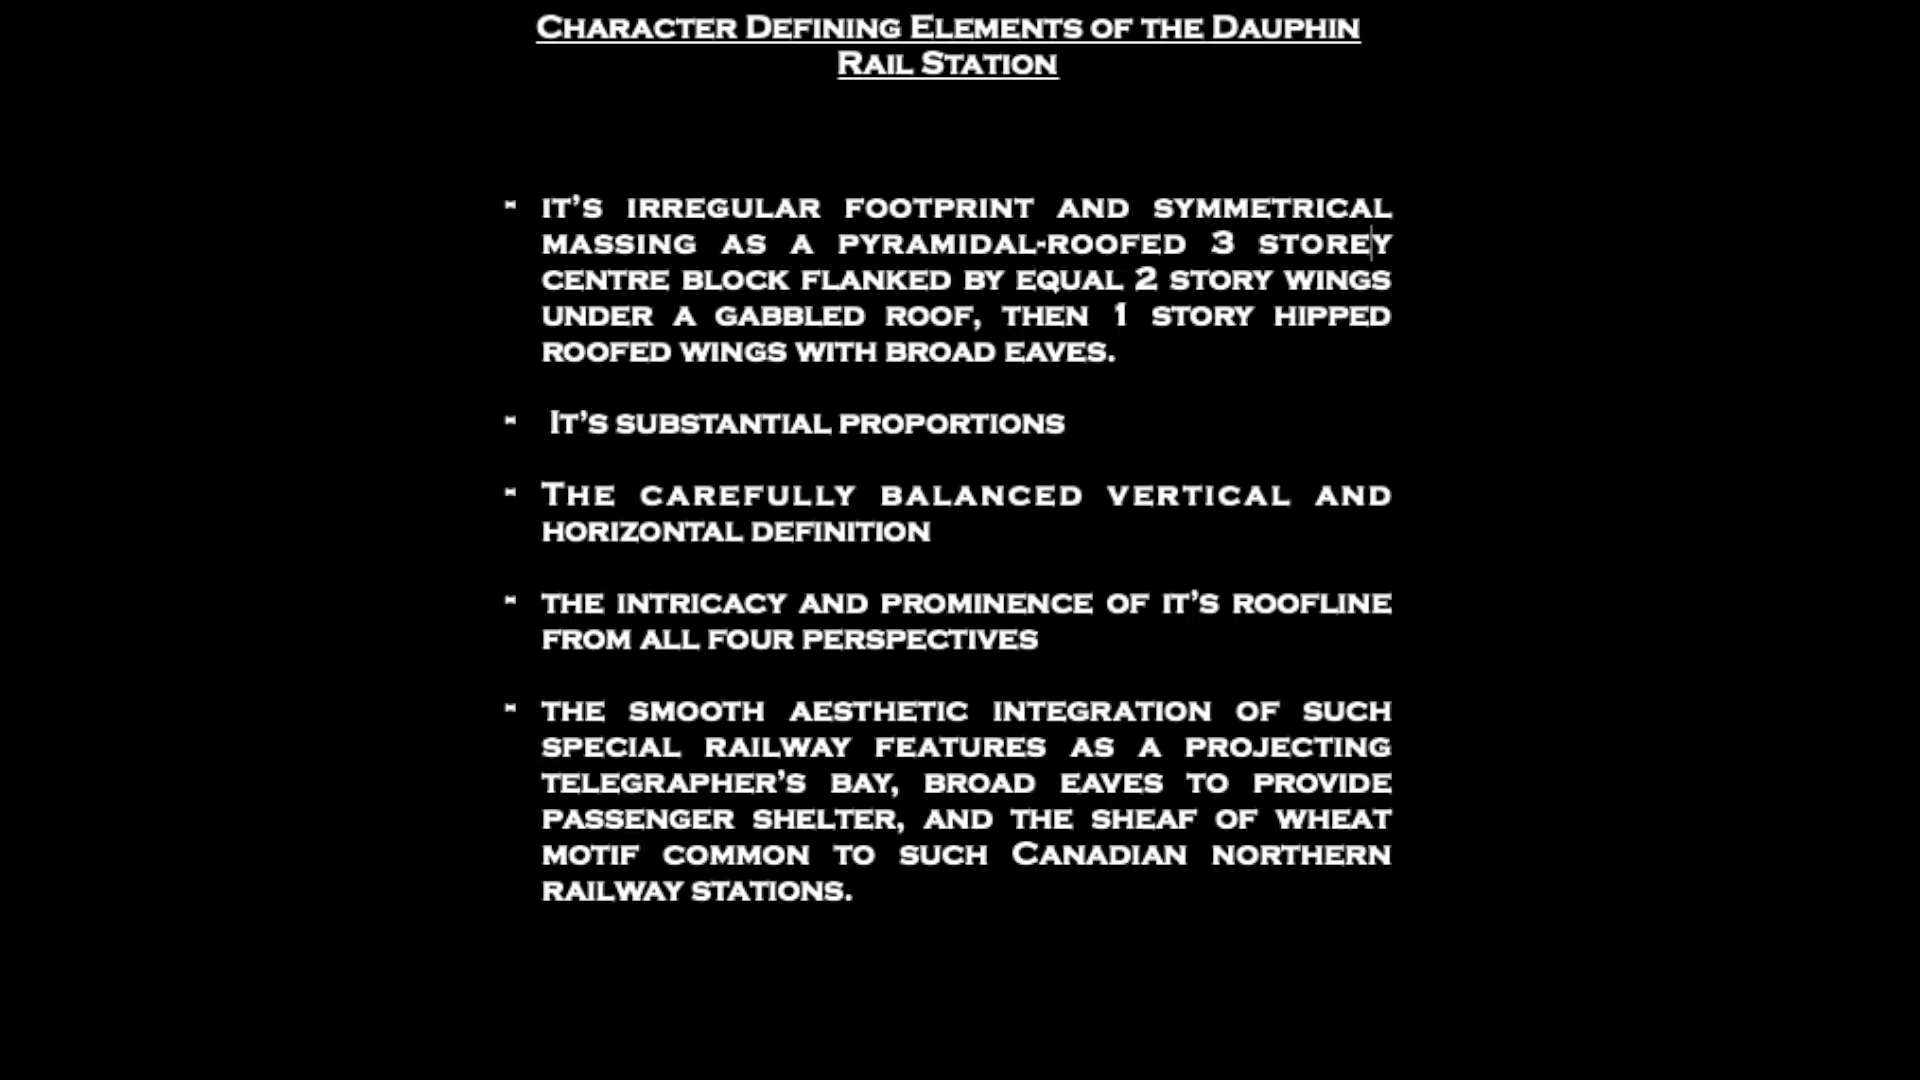 Character Defining Elements of the Dauphin
Rail Station
- it’s irregular footprint and symmetrical
massing as a pyramidal-roofed 3 storey
centre block flanked by equal 2 story wings
under a gabbled roof, then 1 story hipped
roofed wings with broad eaves.
- It’s substantial proportions
- The carefully balanced vertical and
horizontal definition
- the intricacy and prominence of it’s roofline
from all four perspectives
- the smooth aesthetic integration of such
special railway features as a projecting
telegrapher’s bay, broad eaves to provide
passenger shelter, and the sheaf of wheat
motif common to such Canadian northern
railway stations.